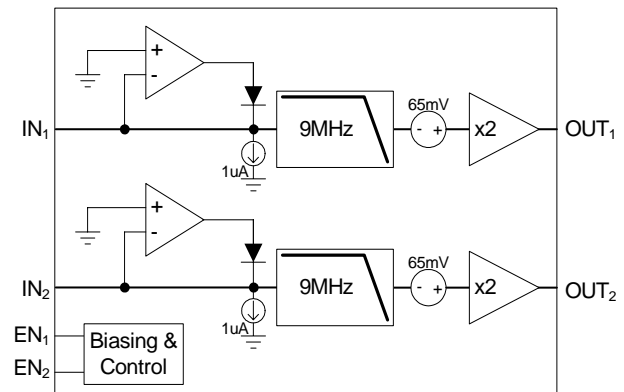 +
-
IN₁
1uA
9MHz
65mV
- +
x2
OUT₁
+
-
IN₂
1uA
9MHz
65mV
- +
x2
OUT₂
EN₁
EN₂
Biasing &
Control